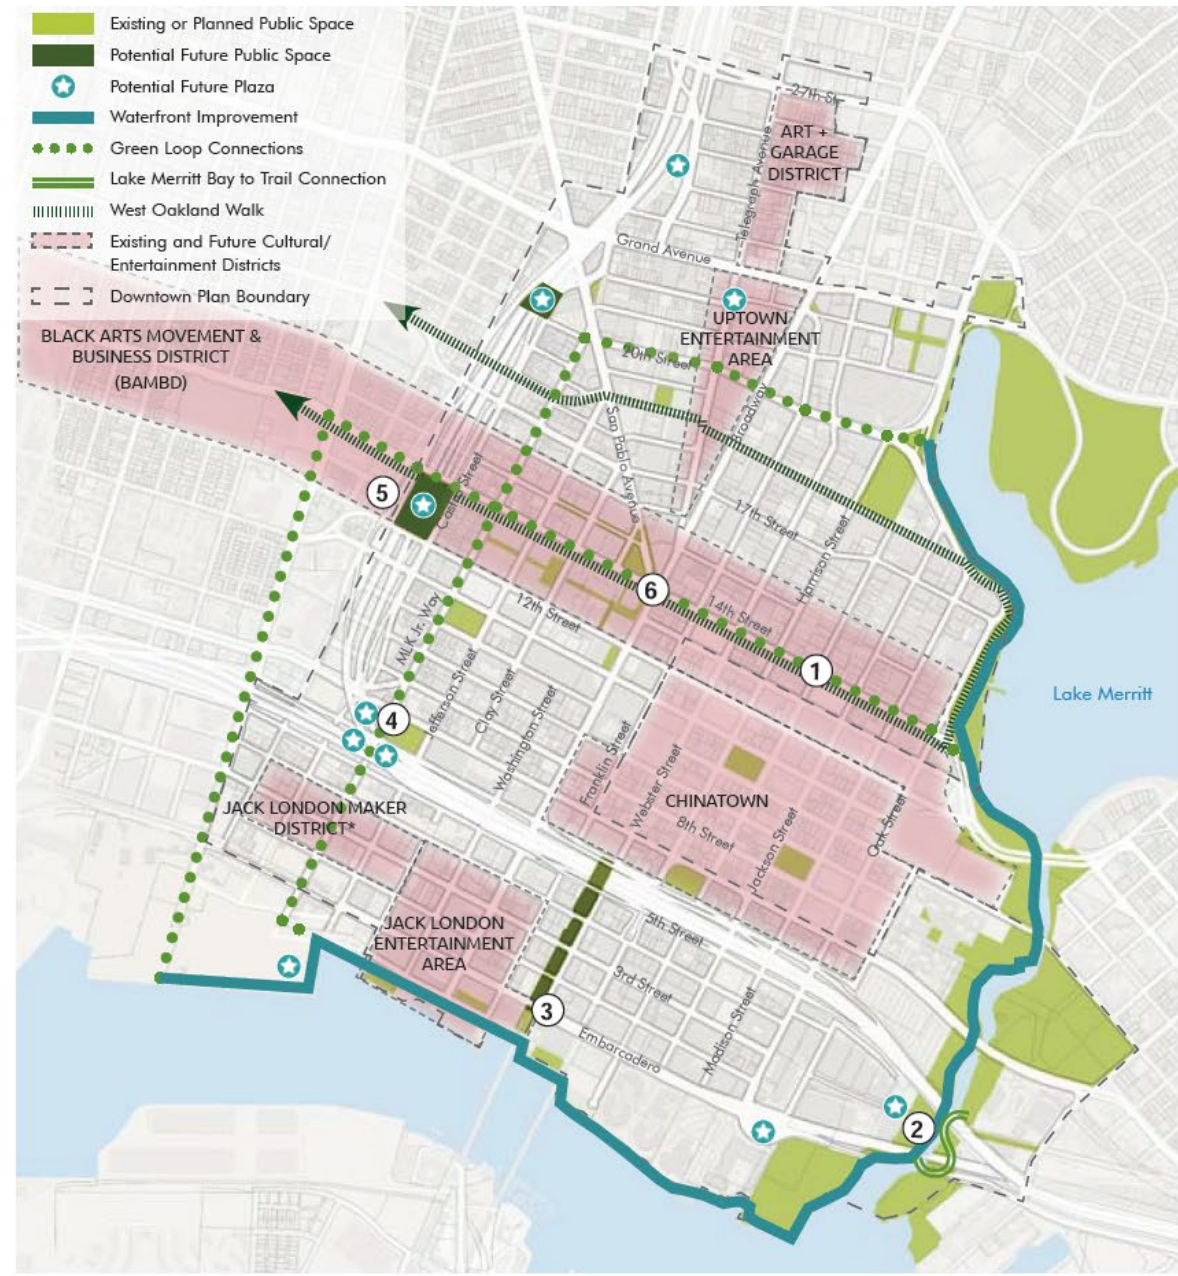 Existing or Planned Public Space
Potential Future Public Space
Potential Future Plaza
Waterfront Improvement
Green Loop Connections
Lake Merritt Bay to Trail Connection
West Oakland Walk
Existing and Future Cultural/
Entertainment Districts
Downtown Plan Boundary
27th St.
ART +
GARAGE
DISTRICT
Telegraph Avenue
Grand Avenue
UPTOWN
ENTERTAINMENT
AREA
20th Street
Broadway
BLACK ARTS MOVEMENT &
BUSINESS DISTRICT
(BAMBD)
San Pablo Avenue
5
Castro Street
17th Street
Harrison Street
6
14th Street
12th Street
MLK Jr. Way
1
Lake Merritt
4
Jefferson Street
Clay Street
Washington Street
Franklin Street
Webster Street
CHINATOWN
8th Street
Jackson Street
Oak Street
JACK LONDON MAKER
DISTRICT*
JACK LONDON
ENTERTAINMENT
AREA
5th Street
3rd Street
Madison Street
3
Embarcadero
2